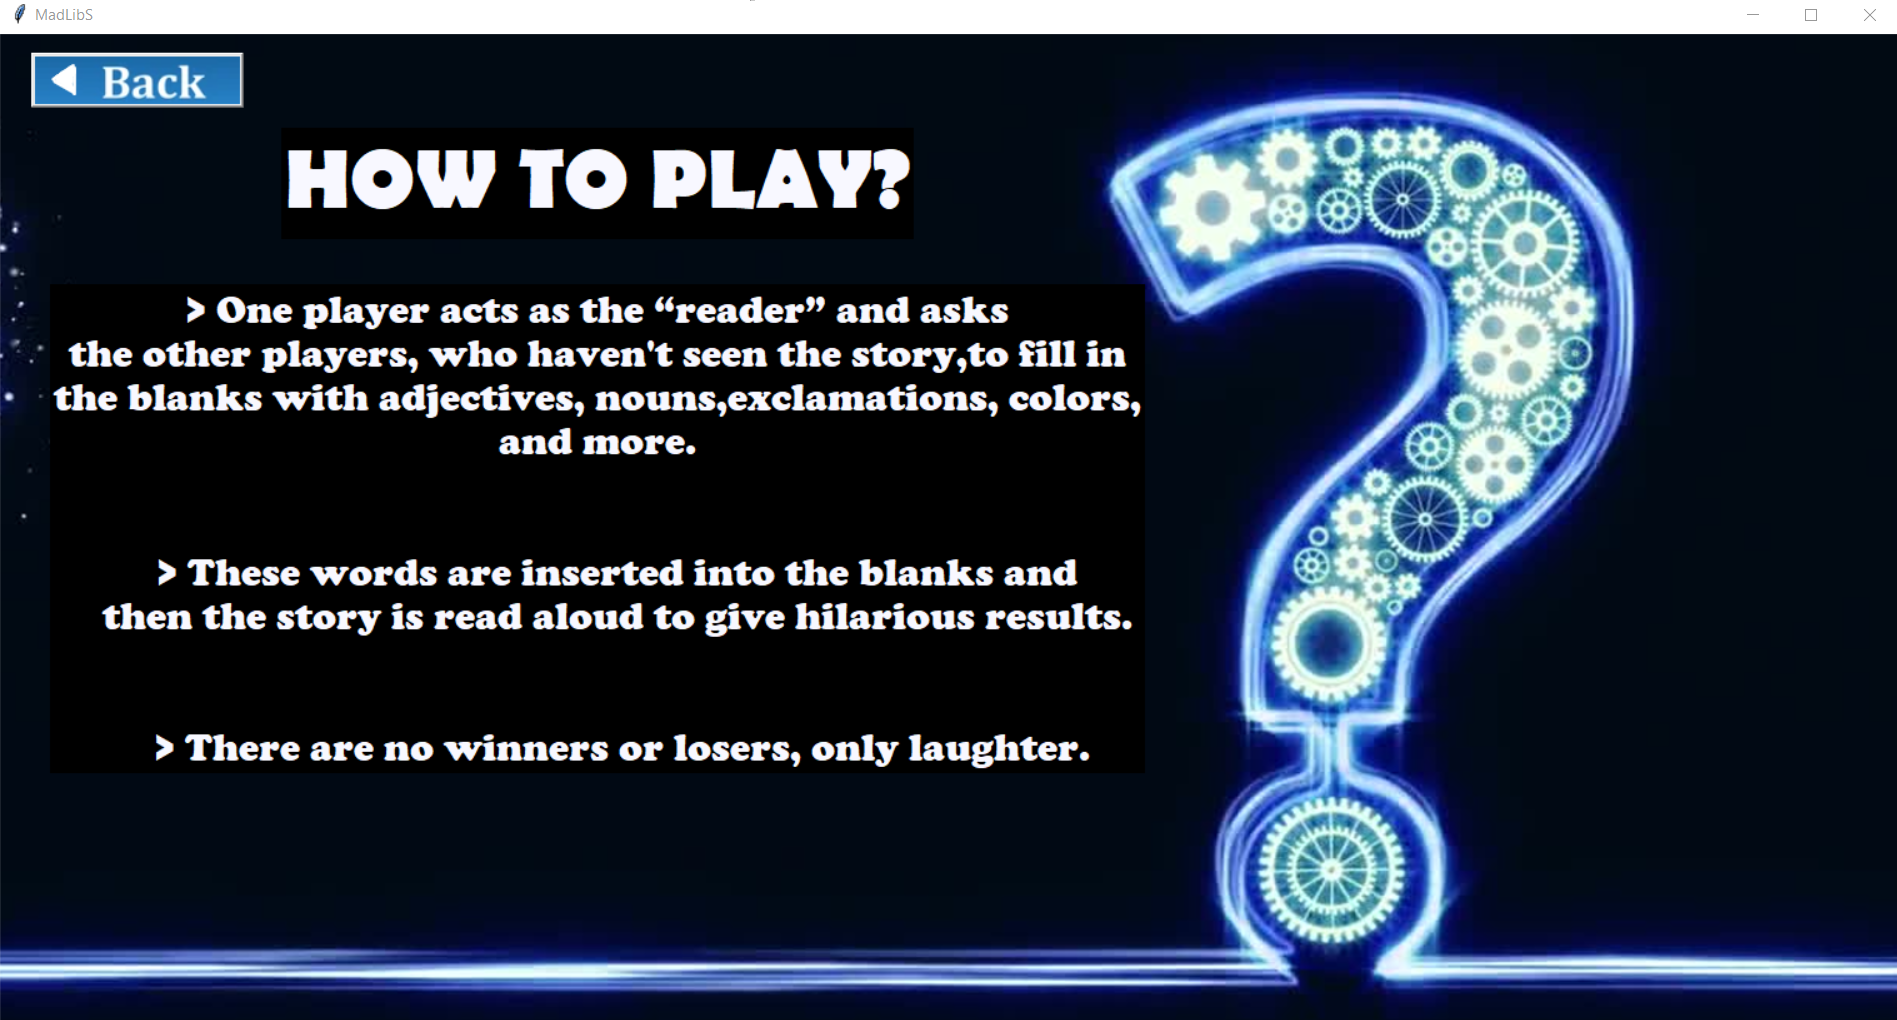 MadLibS
Back
HOW TO PLAY?
> One player acts as the “reader” and asks
the other players, who haven't seen the story,to fill in
the blanks with adjectives, nouns,exclamations, colors,
and more.
> These words are inserted into the blanks and
then the story is read aloud to give hilarious results.
> There are no winners or losers, only laughter.